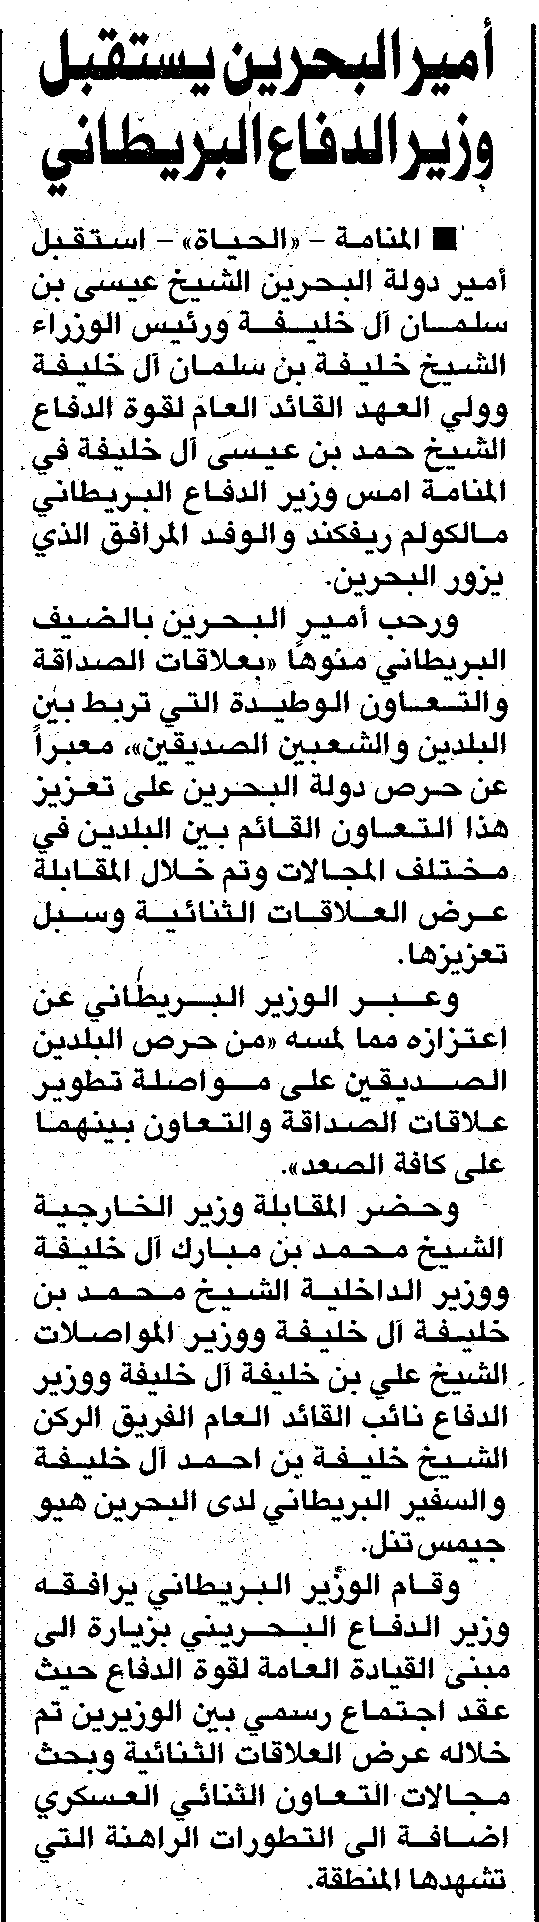 أمير البحرين يستقبل
وزير الدفاع البريطاني
■ المنامة - «الحياة» - استقبل
أمير دولة البحرين الشيخ عيسى بن
سلمان آل خليفة ورئيس الوزراء
الشيخ خليفة بن سلمان آل خليفة
وولي العهد القائد العام لقوة الدفاع
الشيخ حمد بن عيسى آل خليفة في
المنامة امس وزير الدفاع البريطاني
مالكولم ريفكند والوفد المرافق الذي
يزور البحرين.
ورحب أمير البحرين بالضيف
البريطاني منوهاً «بعلاقات الصداقة
والتعاون الوطيدة التي تربط بين
البلدين والشعبين الصديقين»، معبراً
عن حرص دولة البحرين على تعزيز
هذا التعاون القائم بين البلدين في
مختلف المجالات وتم خلال المقابلة
عرض العلاقات الثنائية وسبل
تعزيزها.
وعبر الوزير البريطاني عن
اعتزازه مما لمسه «من حرص البلدين
الصديقين على مواصلة تطوير
علاقات الصداقة والتعاون بينهما
على كافة الصعد».
وحضر المقابلة وزير الخارجية
الشيخ محمد بن مبارك آل خليفة
ووزير الداخلية الشيخ محمد بن
خليفة آل خليفة ووزير المواصلات
الشيخ علي بن خليفة آل خليفة ووزير
الدفاع نائب القائد العام الفريق الركن
الشيخ خليفة بن احمد آل خليفة
والسفير البريطاني لدى البحرين هيو
جيمس تنل.
وقام الوزير البريطاني يرافقه
وزير الدفاع البحريني بزيارة الى
مبنى القيادة العامة لقوة الدفاع حيث
عقد اجتماع رسمي بين الوزيرين تم
خلاله عرض العلاقات الثنائية وبحث
مجالات التعاون الثنائي العسكري
اضافة الى التطورات الراهنة التي
تشهدها المنطقة.